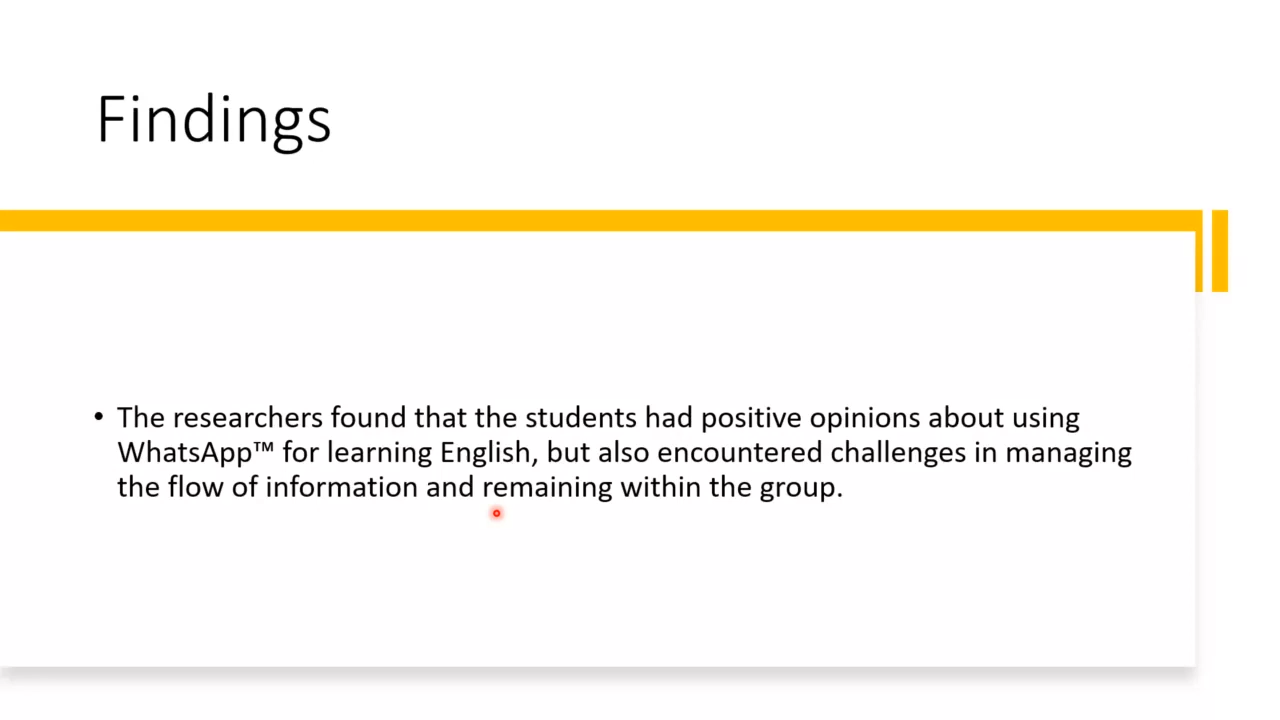 Findings
• The researchers found that the students had positive opinions about using
WhatsApp™ for learning English, but also encountered challenges in managing
the flow of information and remaining within the group.